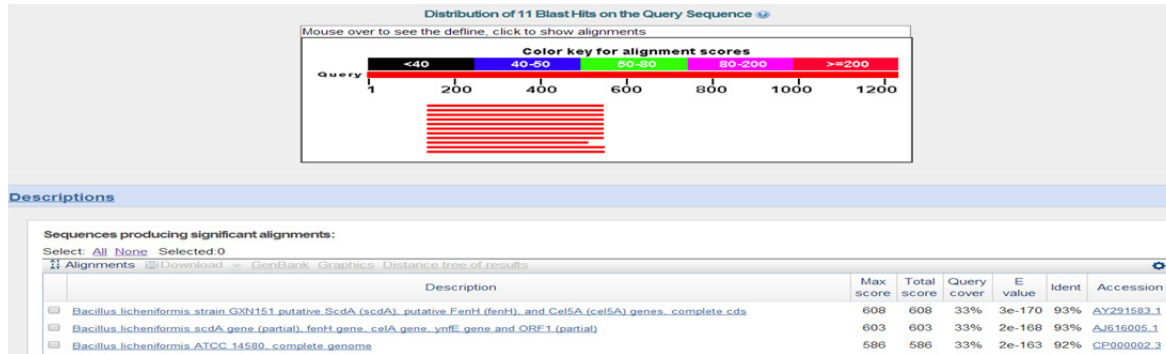 Distribution of 11 Blast Hits on the Query Sequence
Mouse over to see the defline, click to show alignments
Color key for alignment scores
<40 40-50 50-80 80-200 >=200
Query
1 200 400 600 800 1000 1200
Descriptions
Sequences producing significant alignments:
Select: All None Selected:0
Alignments Download GenBank Graphics Distance tree of results
Description Max score Total score Query cover E value Ident Accession
Bacillus licheniformis strain GXN151 putative ScdA (scdA), putative FenH (fenH), and Cel5A (cel5A) genes, complete cds 608 608 33% 3e-170 93% AY291583.1
Bacillus licheniformis scdA gene (partial), fenH gene, celA gene, ynfE gene and ORF1 (partial) 603 603 33% 2e-168 93% AJ616005.1
Bacillus licheniformis ATCC 14580, complete genome 586 586 33% 2e-163 92% CP000002.3